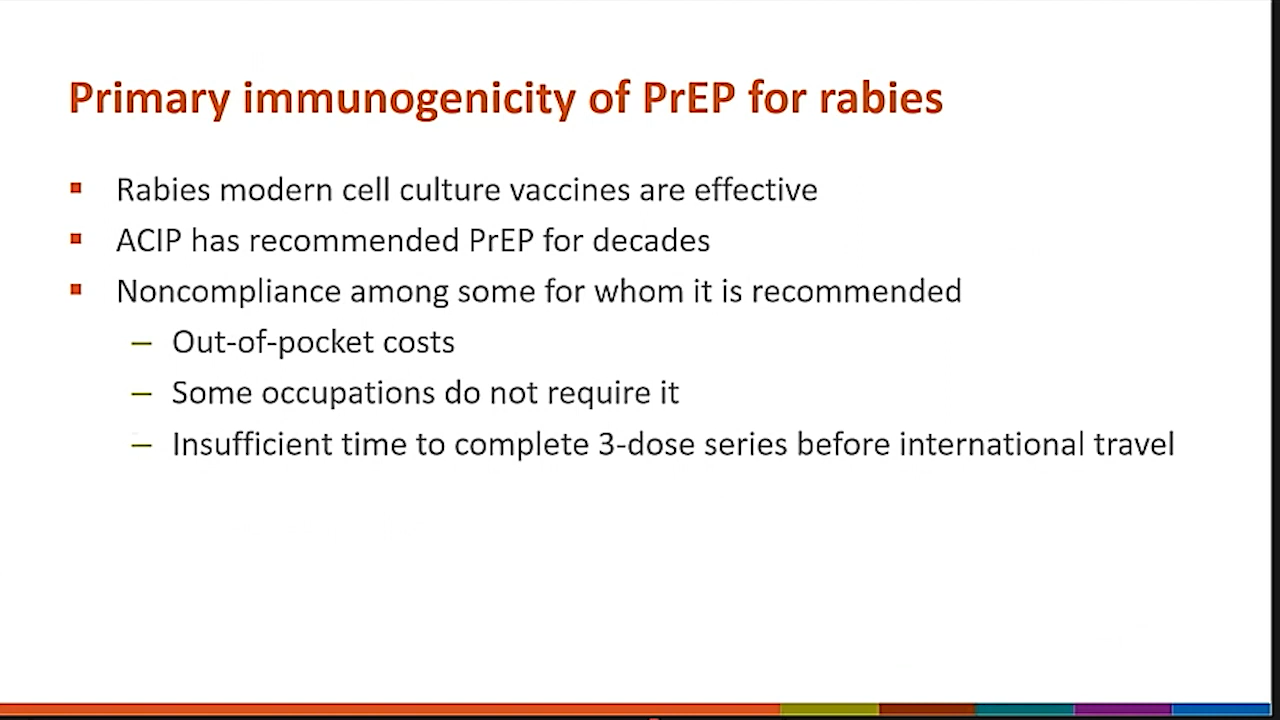 Primary immunogenicity of PrEP for rabies
Rabies modern cell culture vaccines are effective
ACIP has recommended PrEP for decades
Noncompliance among some for whom it is recommended
– Out-of-pocket costs
– Some occupations do not require it
– Insufficient time to complete 3-dose series before international travel